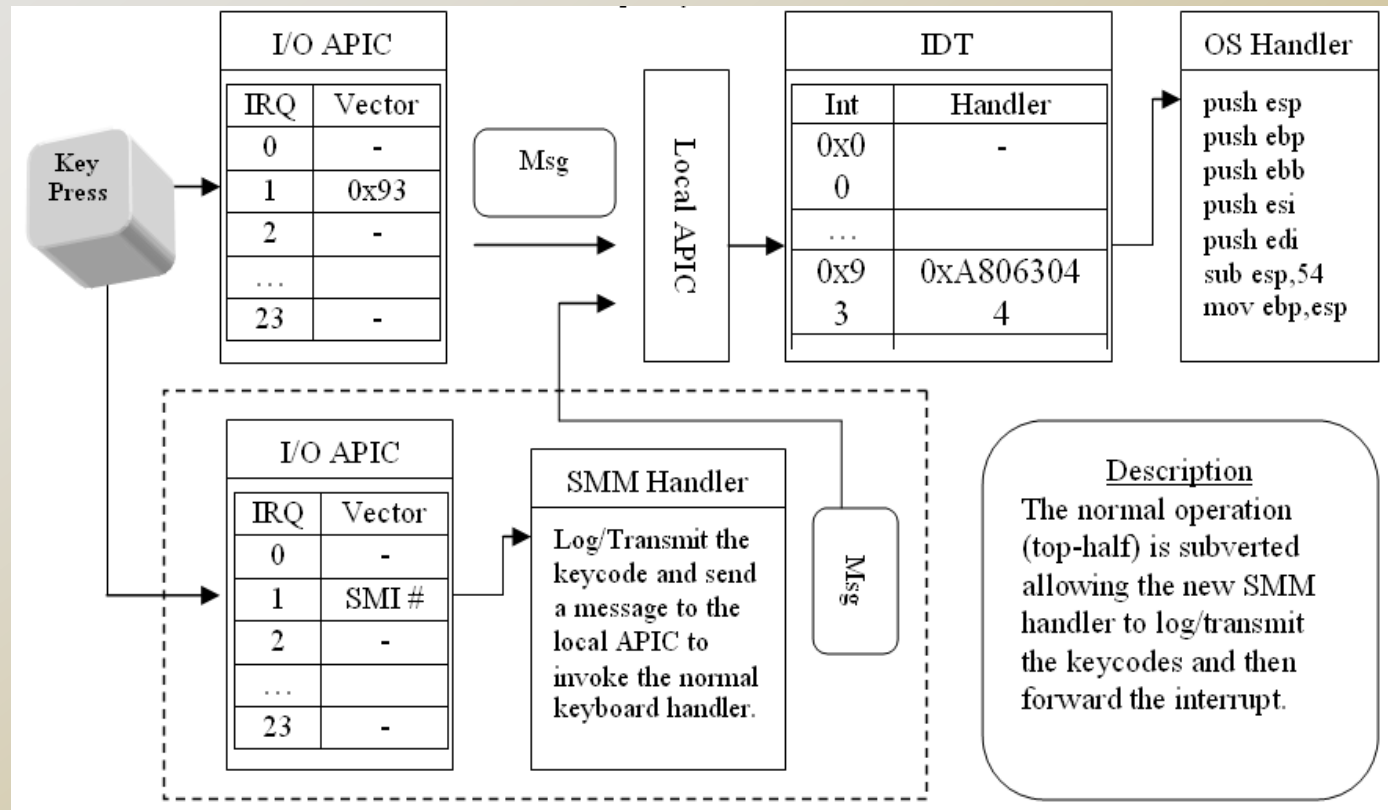 I/O APIC
IRQ Vector
0 -
1 0x93
2 -
...
23 -
Key
Press
Msg
Local APIC
IDT
Int Handler
0x0 -
0
...
0x9 0xA806304
3 4
OS Handler
push esp
push ebp
push ebb
push esi
push edi
sub esp,54
mov ebp,esp
I/O APIC
IRQ Vector
0 -
1 SMI #
2 -
...
23 -
SMM Handler
Log/Transmit the
keycode and send
a message to the
local APIC to
invoke the normal
keyboard handler.
Msg
Description
The normal operation
(top-half) is subverted
allowing the new SMM
handler to log/transmit
the keycodes and then
forward the interrupt.